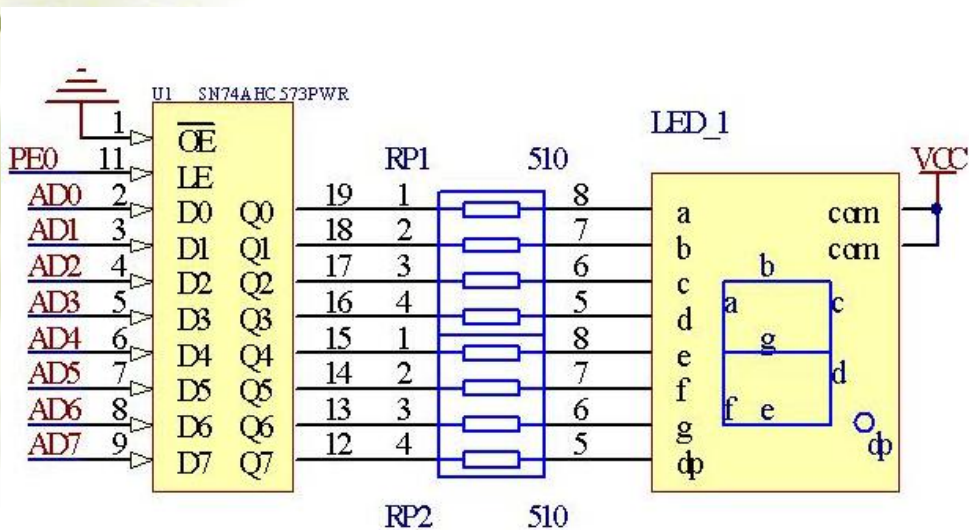 U1 SN74AHC573PWR
LED_1
1 OE
PE0 11 LE
RP1 510
VCC
AD0 2 D0 Q0 19 1 8 a com
AD1 3 D1 Q1 18 2 7 b com
AD2 4 D2 Q2 17 3 6 c
AD3 5 D3 Q3 16 4 5 d
AD4 6 D4 Q4 15 1 8 e
AD5 7 D5 Q5 14 2 7 f
AD6 8 D6 Q6 13 3 6 g
AD7 9 D7 Q7 12 4 5 dp
b
a c
g
d
f e
dp
RP2 510